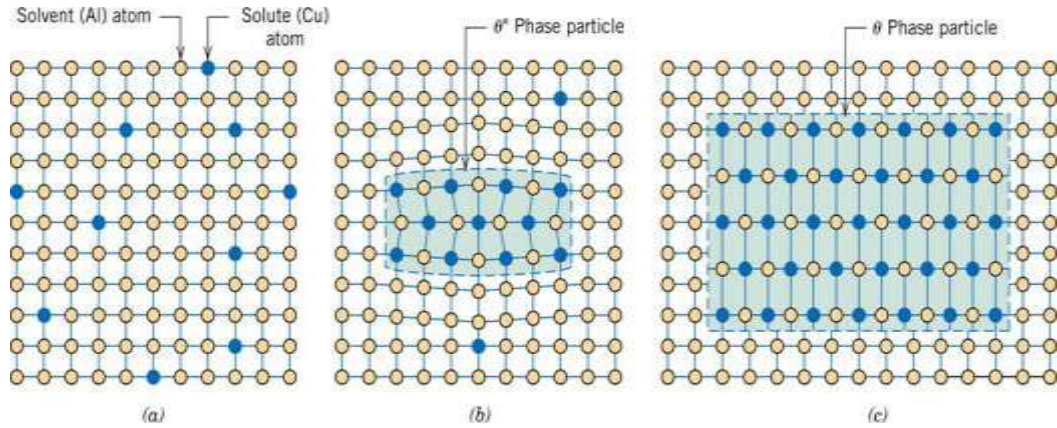 Solvent (Al) atom
Solute (Cu)
atom
θ" Phase particle
θ Phase particle
(a)
(b)
(c)